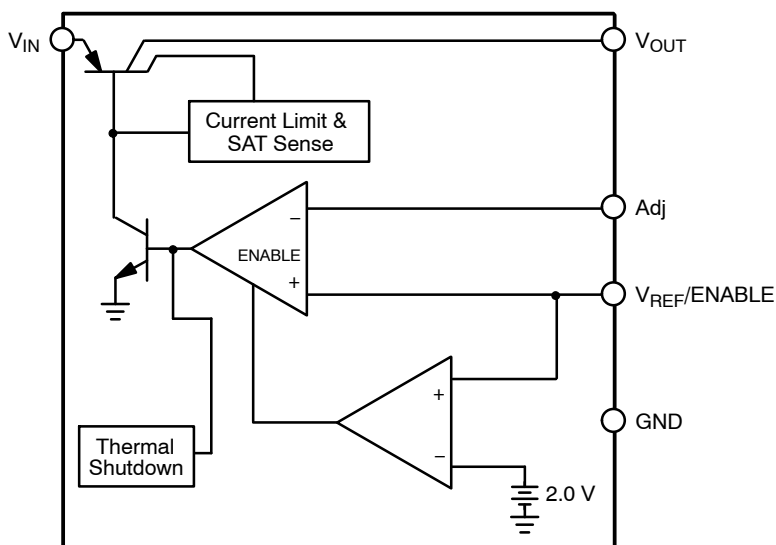 VIN
VOUT
Current Limit &
SAT Sense
Adj
−
ENABLE
+
VREF/ENABLE
+
GND
Thermal
Shutdown
−
2.0 V